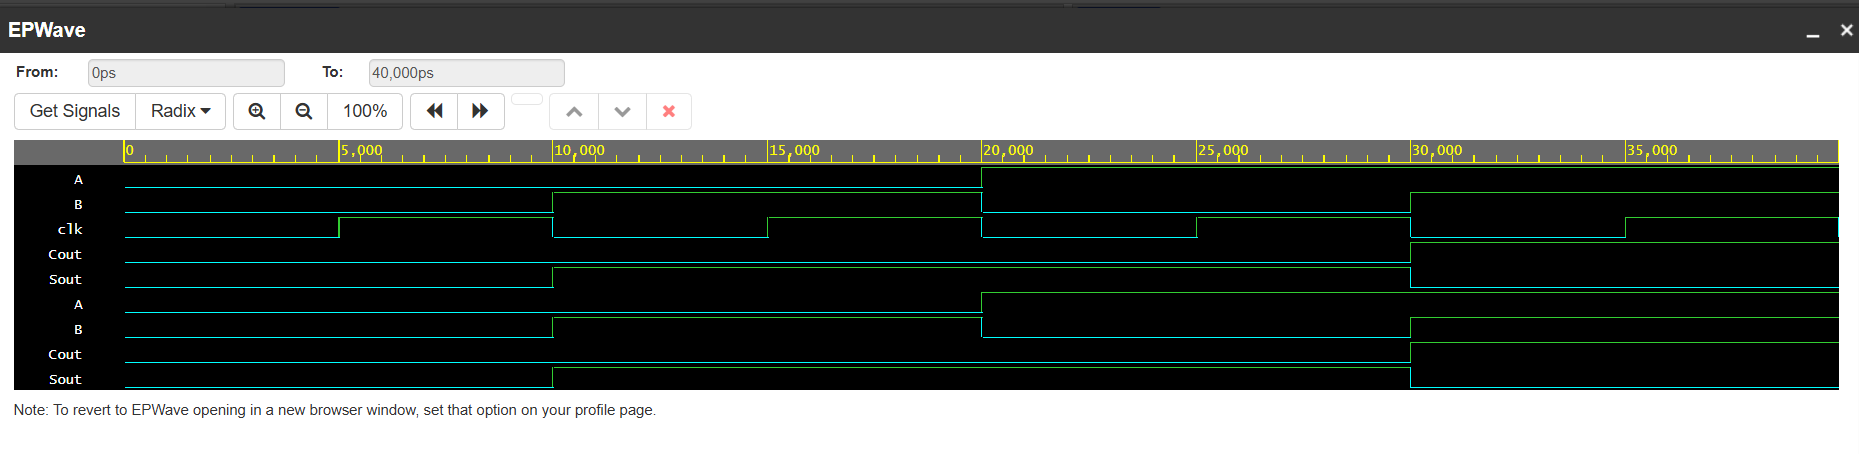 EPWave
From: 0ps To: 40,000ps
Get Signals Radix 100%
0 5,000 10,000 15,000 20,000 25,000 30,000 35,000
A
B
clk
Cout
Sout
A
B
Cout
Sout
Note: To revert to EPWave opening in a new browser window, set that option on your profile page.